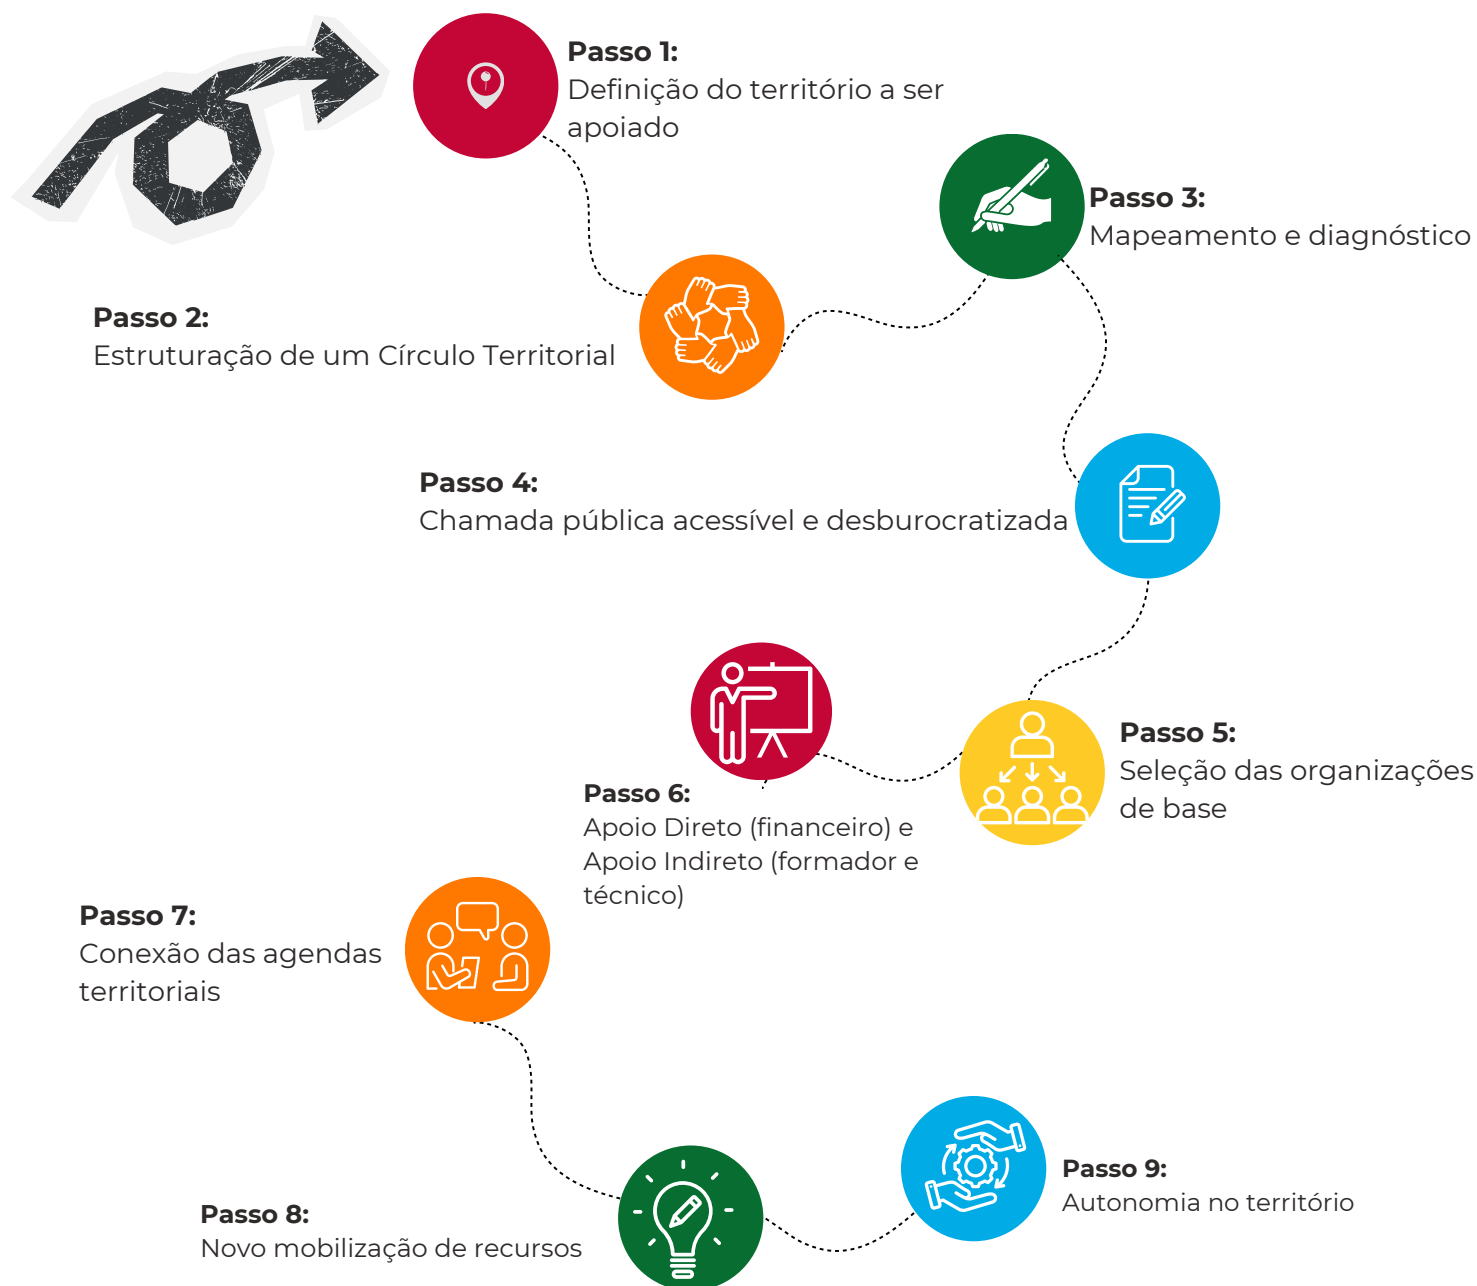 Passo 1:
Definição do território a ser
apoiado
Passo 2:
Estruturação de um Círculo Territorial
Passo 3:
Mapeamento e diagnóstico
Passo 4:
Chamada pública acessível e desburocratizada
Passo 5:
Seleção das organizações
de base
Passo 6:
Apoio Direto (financeiro) e
Apoio Indireto (formador e
técnico)
Passo 7:
Conexão das agendas
territoriais
Passo 8:
Novo mobilização de recursos
Passo 9:
Autonomia no território